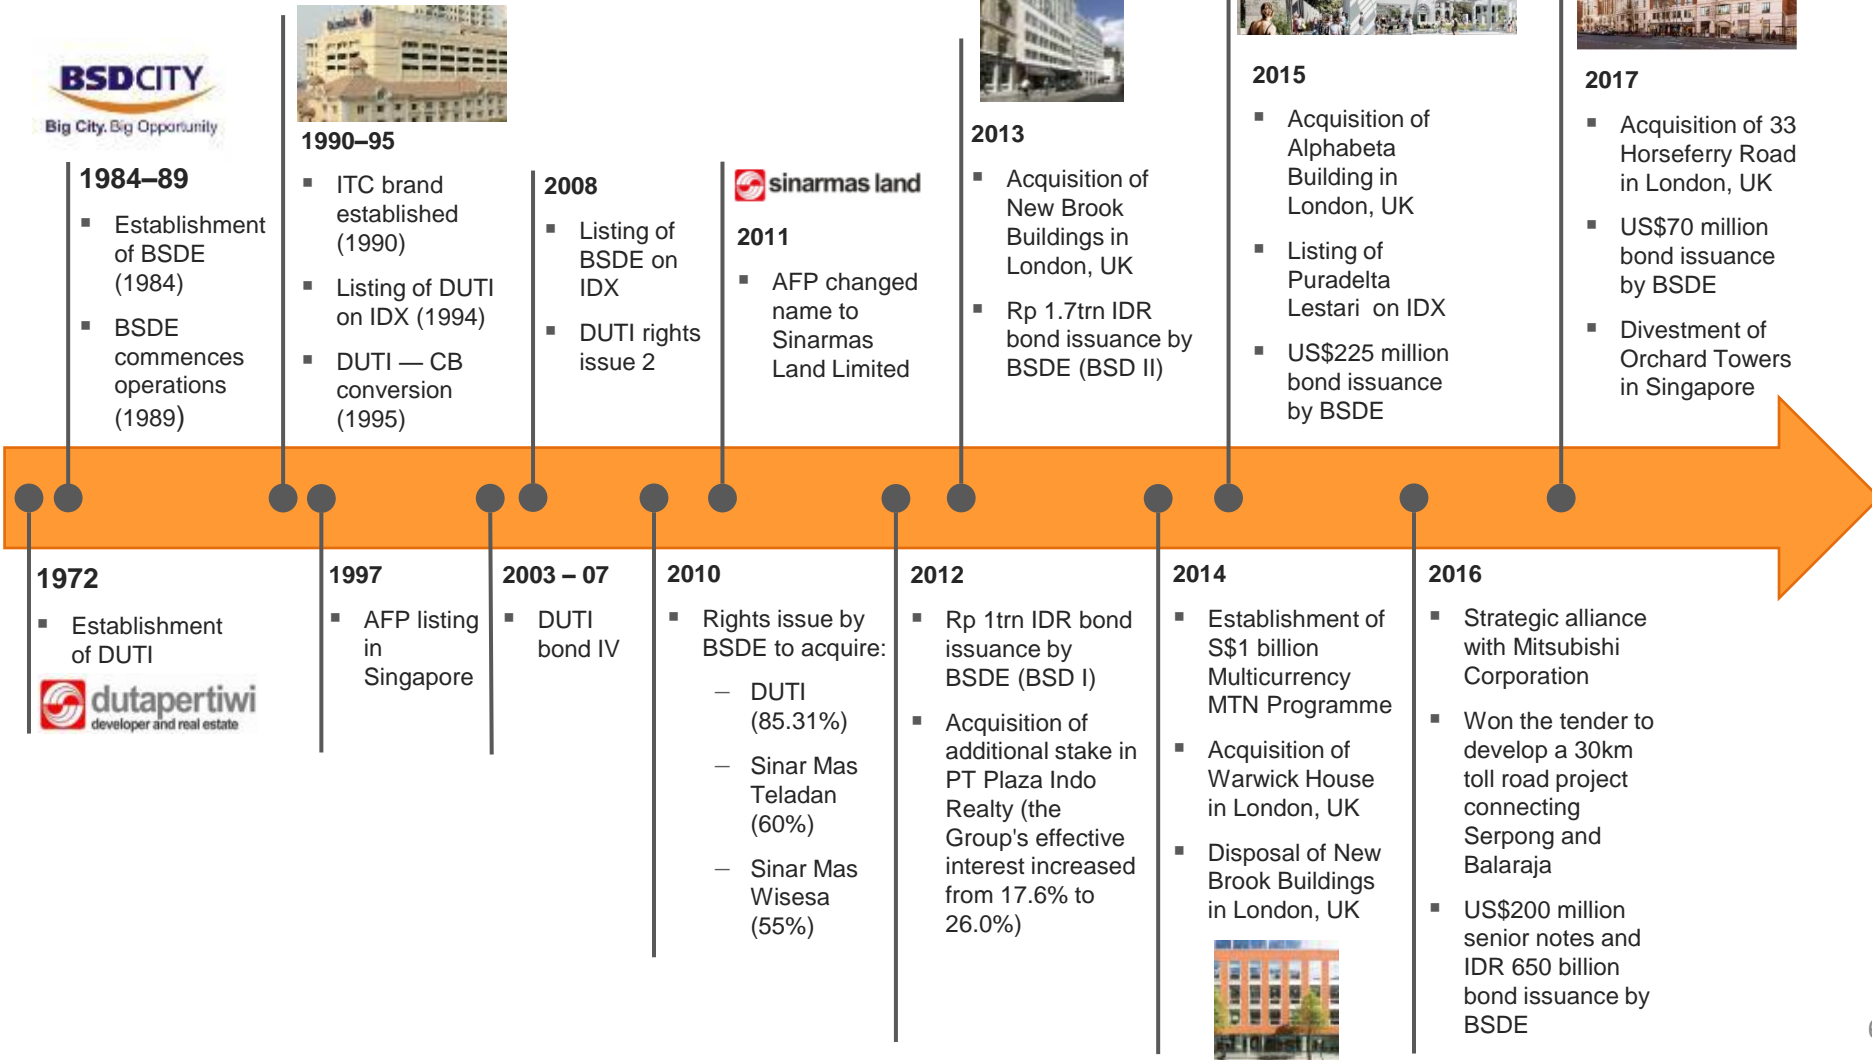 BSDCITY
Big City. Big Opportunity
1984–89
■ Establishment
of BSDE
(1984)
■ BSDE
commences
operations
(1989)
1990–95
■ ITC brand
established
(1990)
■ Listing of DUTI
on IDX (1994)
■ DUTI — CB
conversion
(1995)
2008
■ Listing of
BSDE on
IDX
■ DUTI rights
issue 2
sinarmas land
2011
■ AFP changed
name to
Sinarmas
Land Limited
2013
■ Acquisition of
New Brook
Buildings in
London, UK
■ Rp 1.7trn IDR
bond issuance by
BSDE (BSD II)
2015
■ Acquisition of
Alphabeta
Building in
London, UK
■ Listing of
Puradelta
Lestari on IDX
■ US$225 million
bond issuance
by BSDE
2017
■ Acquisition of 33
Horseferry Road
in London, UK
■ US$70 million
bond issuance
by BSDE
■ Divestment of
Orchard Towers
in Singapore
1972
■ Establishment
of DUTI
dutapertiwi
developer and real estate
1997
■ AFP listing
in
Singapore
2003 – 07
■ DUTI
bond IV
2010
■ Rights issue by
BSDE to acquire:
— DUTI
(85.31%)
— Sinar Mas
Teladan
(60%)
— Sinar Mas
Wisesa
(55%)
2012
■ Rp 1trn IDR bond
issuance by
BSDE (BSD I)
■ Acquisition of
additional stake in
PT Plaza Indo
Realty (the
Group's effective
interest increased
from 17.6% to
26.0%)
2014
■ Establishment of
S$1 billion
Multicurrency
MTN Programme
■ Acquisition of
Warwick House
in London, UK
■ Disposal of New
Brook Buildings
in London, UK
2016
■ Strategic alliance
with Mitsubishi
Corporation
■ Won the tender to
develop a 30km
toll road project
connecting
Serpong and
Balaraja
■ US$200 million
senior notes and
IDR 650 billion
bond issuance by
BSDE